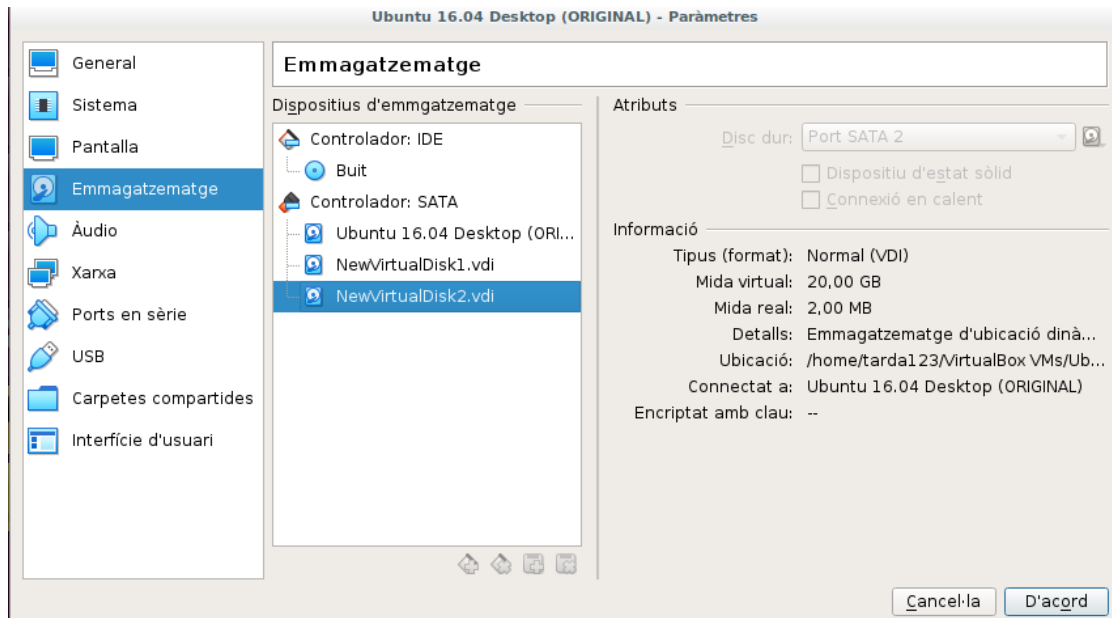 Ubuntu 16.04 Desktop (ORIGINAL) - Paràmetres
General
Sistema
Pantalla
Emmagatzematge
Àudio
Xarxa
Ports en sèrie
USB
Carpetes compartides
Interfície d'usuari
Emmagatzematge
Dispositius d'emmgatzematge
Controlador: IDE
Buit
Controlador: SATA
Ubuntu 16.04 Desktop (ORI...
NewVirtualDisk1.vdi
NewVirtualDisk2.vdi
Atributs
Disc dur: Port SATA 2
Dispositiu d'estat sòlid
Connexió en calent
Informació
Tipus (format): Normal (VDI)
Mida virtual: 20,00 GB
Mida real: 2,00 MB
Detalls: Emmagatzematge d'ubicació dinà...
Ubicació: /home/tarda123/VirtualBox VMs/Ub...
Connectat a: Ubuntu 16.04 Desktop (ORIGINAL)
Encriptat amb clau: --
Cancel·la
D'acord